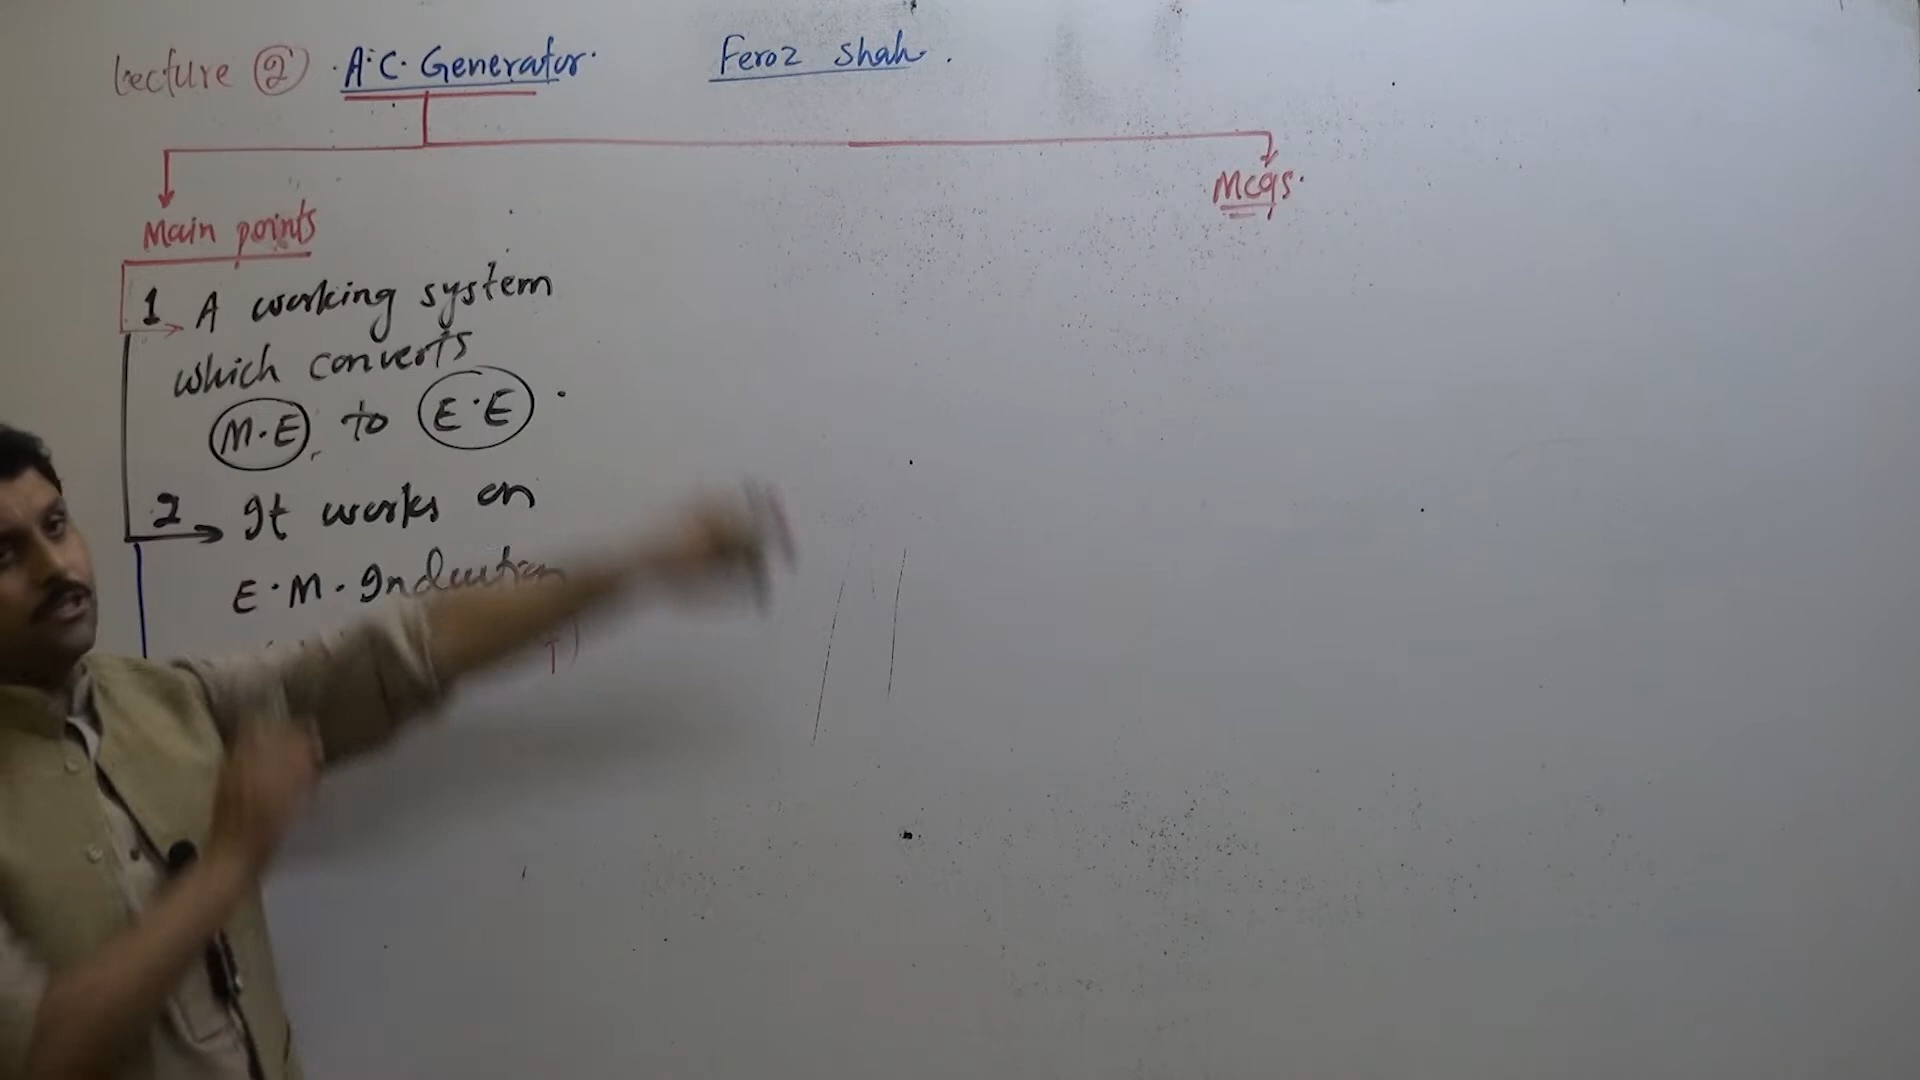 Lecture ② A.C. Generator. Feroz Shah.
Mcqs.
Main points
1 A working system
which converts
M.E to E.E.
2 It works on
E.M. Induction